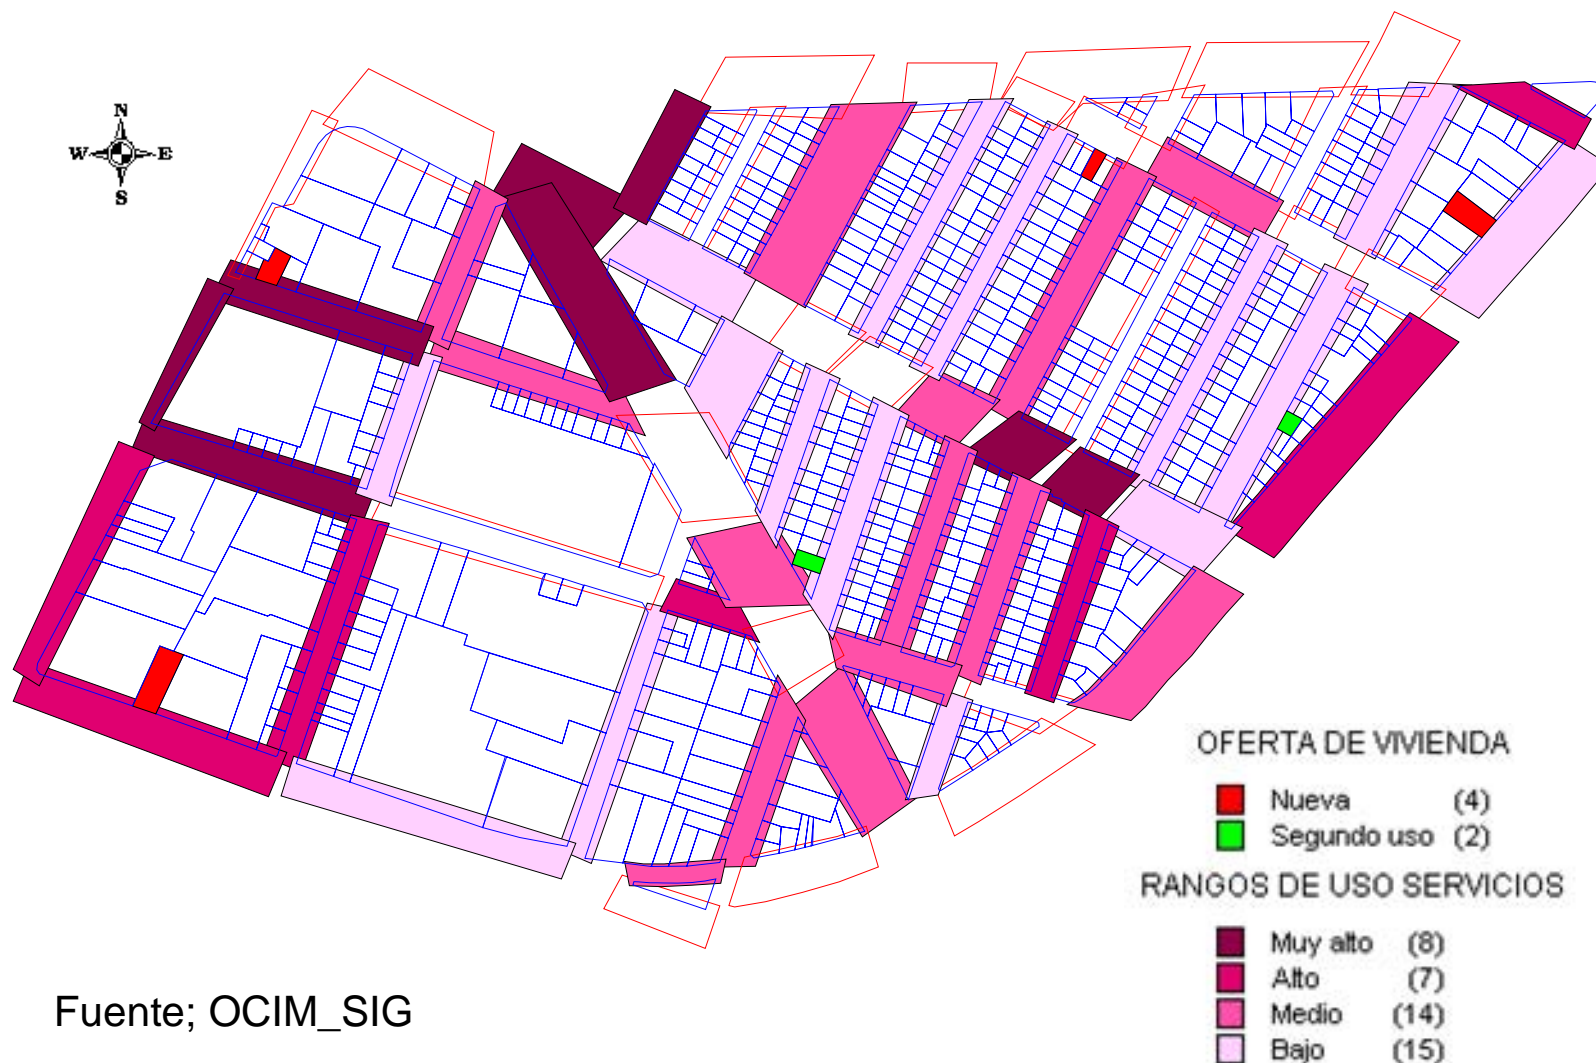 N
W E
S
OFERTA DE VIVIENDA
Nueva (4)
Segundo uso (2)
RANGOS DE USO SERVICIOS
Muy alto (8)
Alto (7)
Medio (14)
Bajo (15)
Fuente; OCIM_SIG